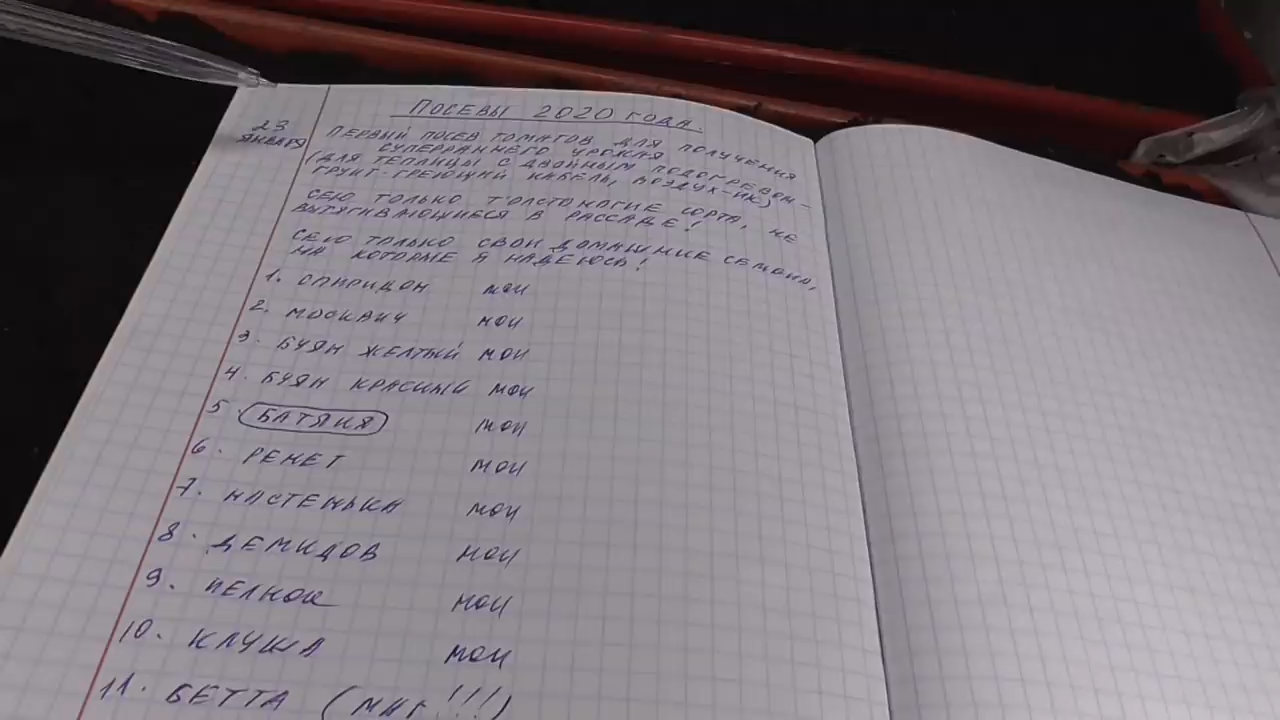 ПОСЕВЫ 2020 ГОДА.
23
ЯНВАРЯ
ПЕРВЫЙ ПОСЕВ ТОМАТОВ ДЛЯ ПОЛУЧЕНИЯ
СУПЕРРАННЕГО УРОЖАЯ
(ДЛЯ ТЕПЛИЦЫ С ДВОЙНЫМ ПОДОГРЕВОМ-
ГРУНТ-ГРЕЮЩИЙ КАБЕЛЬ, ВОЗДУХ-ИК)
СЕЮ ТОЛЬКО ТОЛСТОНОГИЕ СОРТА, НЕ
ВЫТЯГИВАЮЩИЕСЯ В РАССАДЕ!
СЕЮ ТОЛЬКО СВОИ ДОМАШНИЕ СЕМЕНА,
НА КОТОРЫЕ Я НАДЕЮСЬ!
1. СПИРИДОН МОИ
2. МОСКВИЧ МОИ
3. БУЯН ЖЕЛТЫЙ МОИ
4. БУЯН КРАСНЫЙ МОИ
5. БАТЯНЯ МОИ
6. РЕНЕТ МОИ
7. НАСТЕНЬКА МОИ
8. ДЕМИДОВ МОИ
9. МОИ
10. КЛУША МОИ
11. БЕТТА ( !!!)